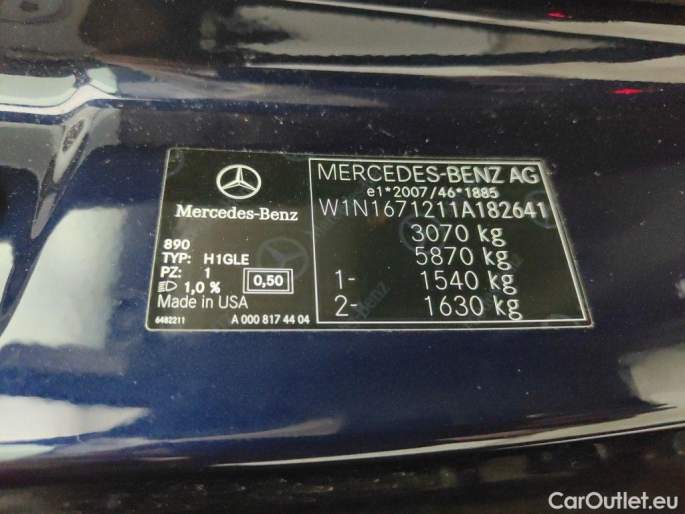 Mercedes-Benz
890
TYP: H1GLE
PZ: 1
1,0 %
0,50
Made in USA
6482211
A 000 817 44 04
MERCEDES-BENZ AG
e1*2007/46*1885
W1N1671211A182641
3070 kg
5870 kg
1- 1540 kg
2- 1630 kg
CarOutlet.eu